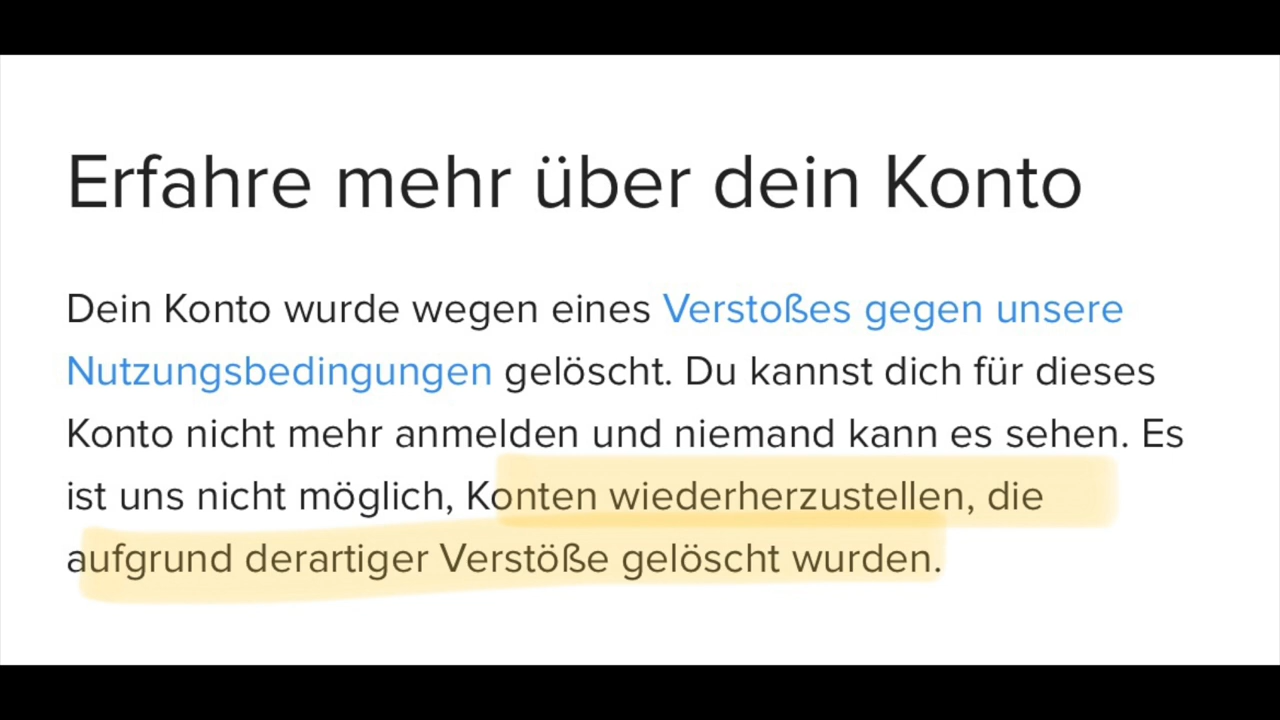 Erfahre mehr über dein Konto
Dein Konto wurde wegen eines Verstoßes gegen unsere
Nutzungsbedingungen gelöscht. Du kannst dich für dieses
Konto nicht mehr anmelden und niemand kann es sehen. Es
ist uns nicht möglich, Konten wiederherzustellen, die
aufgrund derartiger Verstöße gelöscht wurden.